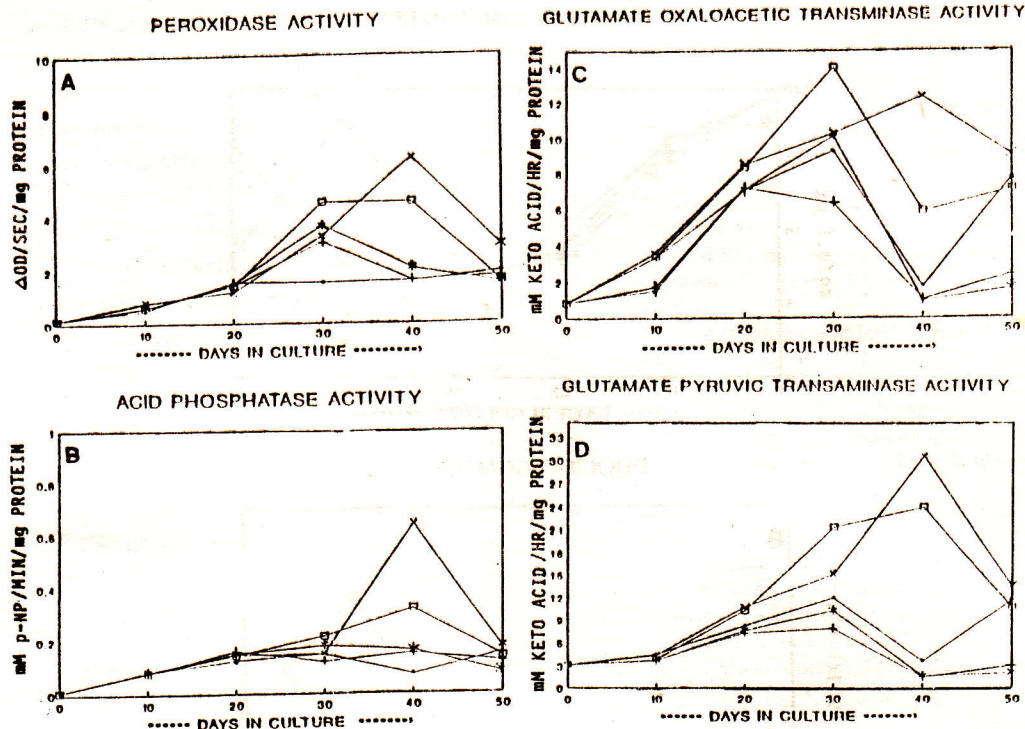 PEROXIDASE ACTIVITY
A
ΔOD/SEC/mg PROTEIN
10
8
6
4
2
0
0 10 20 30 40 50
-------- DAYS IN CULTURE --------›
GLUTAMATE OXALOACETIC TRANSMINASE ACTIVITY
C
mM KETO ACID/HR/mg PROTEIN
14
12
10
8
6
4
2
0
0 10 20 30 40 50
-------- DAYS IN CULTURE --------›
ACID PHOSPHATASE ACTIVITY
B
mM p-NP/MIN/mg PROTEIN
1
0.8
0.6
0.4
0.2
0
0 10 20 30 40 50
------ DAYS IN CULTURE --------›
GLUTAMATE PYRUVIC TRANSAMINASE ACTIVITY
D
mM KETO ACID/HR/mg PROTEIN
33
30
27
24
21
18
12
9
6
3
0
0 10 20 30 40 50
------ DAYS IN CULTURE --------›